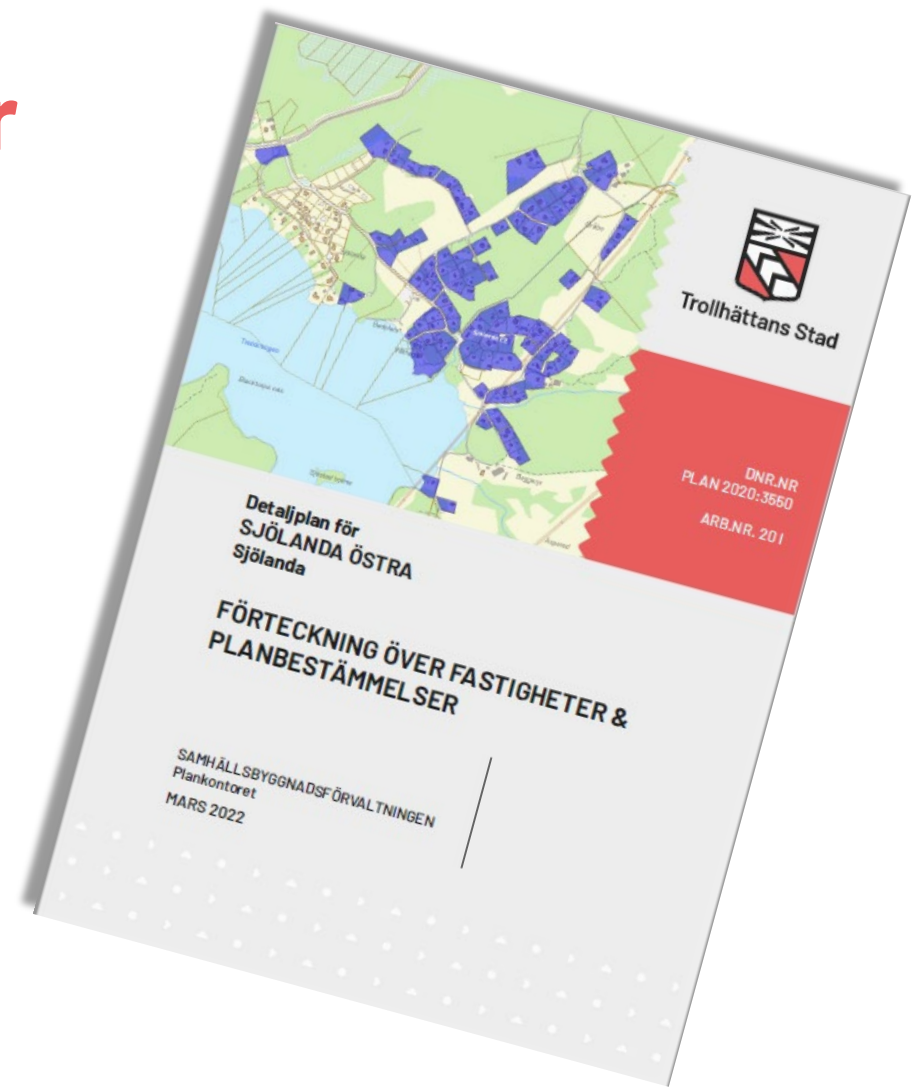 r
Trollhättans Stad
DNR.NR
PLAN 2020:3550
ARB.NR. 201
Detaljplan för
SJÖLANDA ÖSTRA
Sjölanda
FÖRTECKNING ÖVER FASTIGHETER &
PLANBESTÄMMELSER
SAMHÄLLSBYGGNADSFÖRVALTNINGEN
Plankontoret
MARS 2022